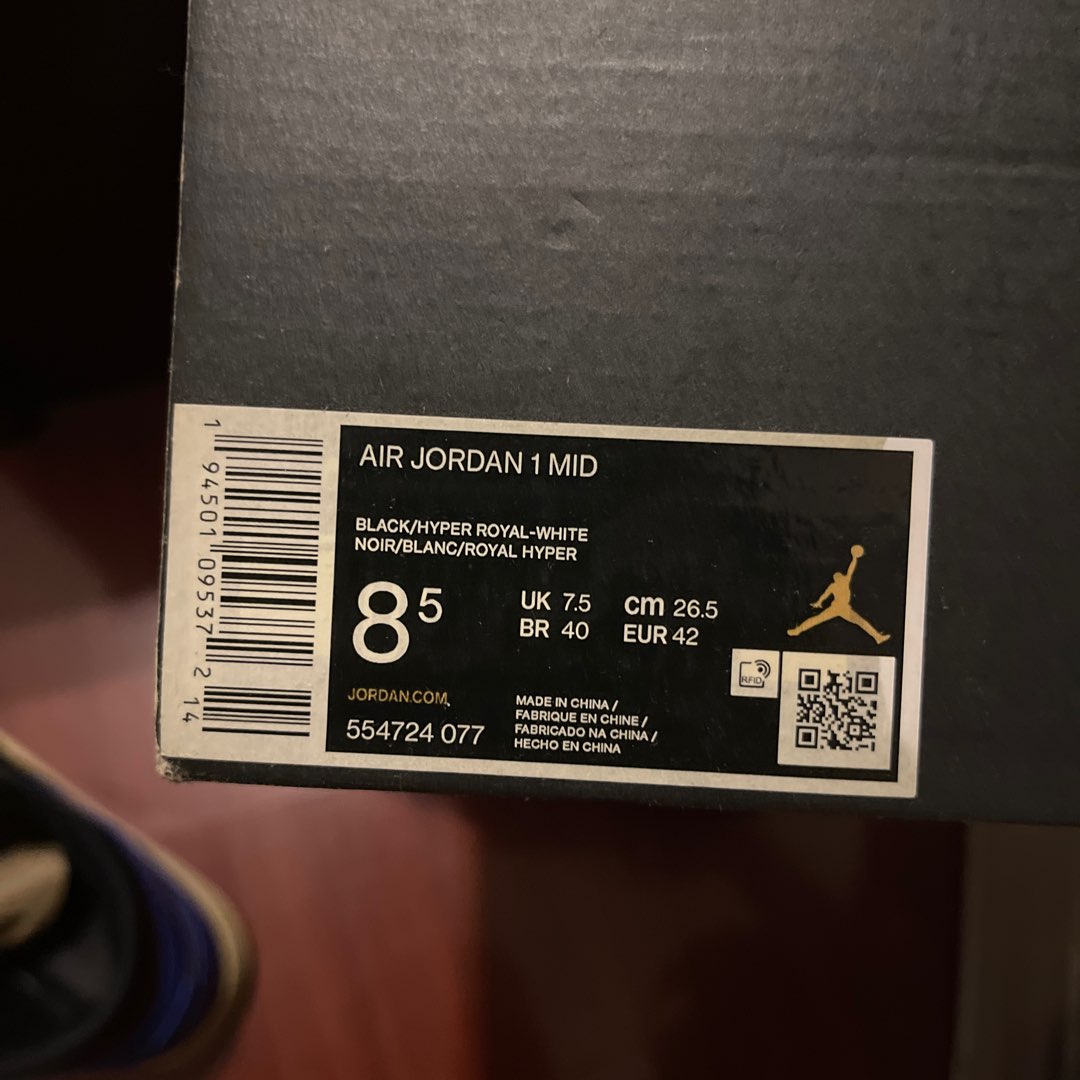 AIR JORDAN 1 MID
BLACK/HYPER ROYAL-WHITE
NOIR/BLANC/ROYAL HYPER
8 5
UK 7.5 cm 26.5
BR 40 EUR 42
JORDAN.COM
554724 077
MADE IN CHINA /
FABRIQUE EN CHINE /
FABRICADO NA CHINA /
HECHO EN CHINA
RFID
1 94501 09537 2 14